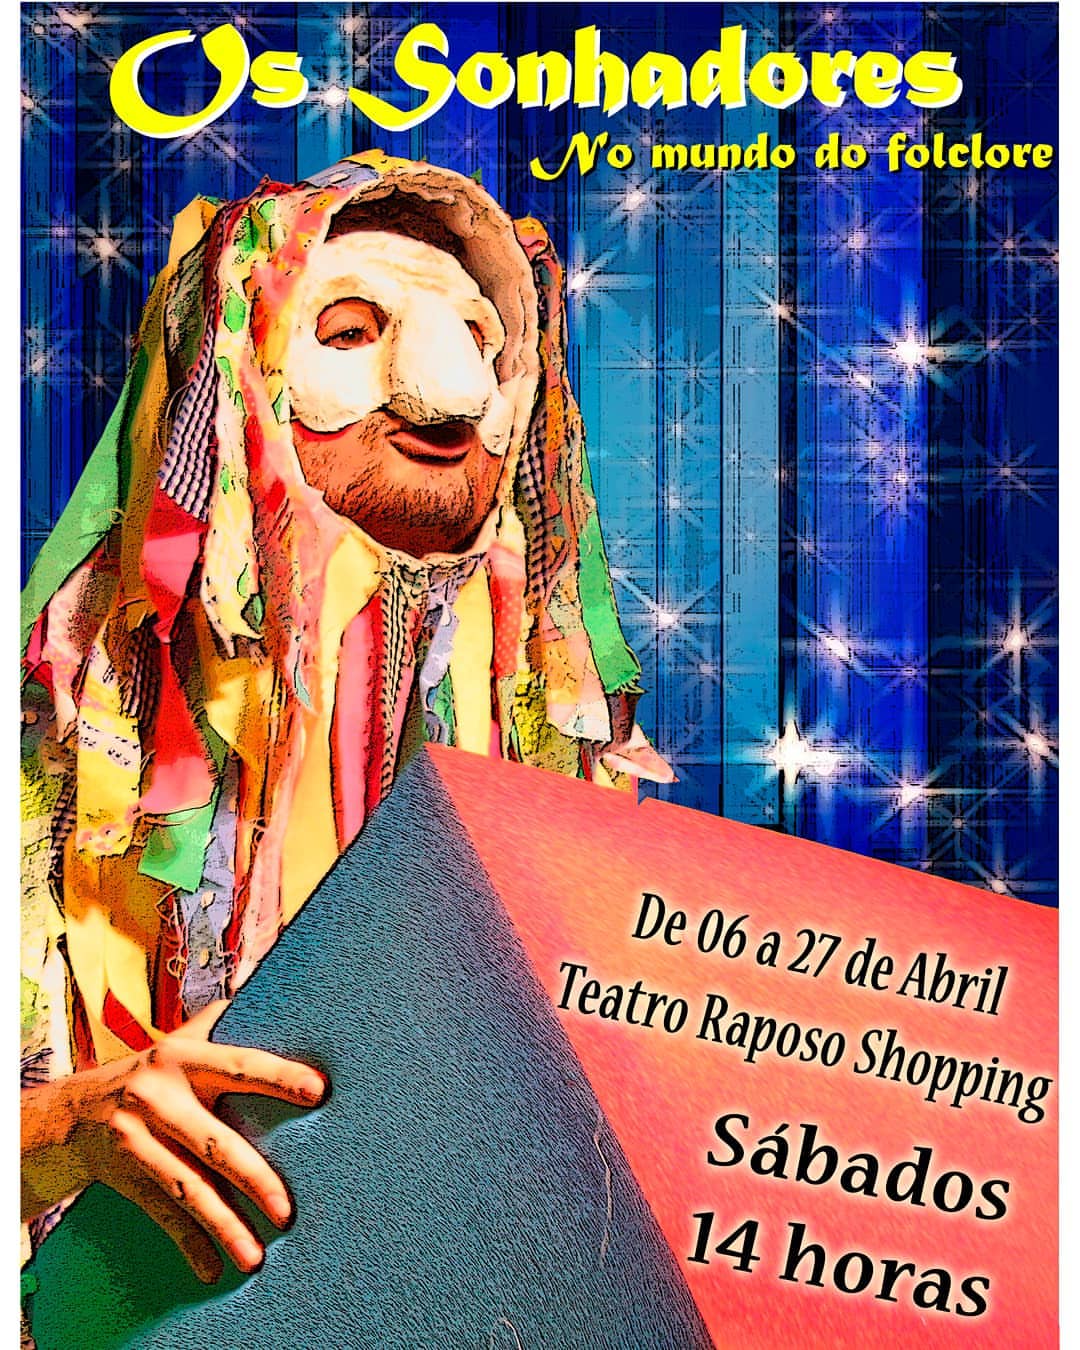 Os Sonhadores
No mundo do folclore
De 06 a 27 de Abril
Teatro Raposo Shopping
Sábados
14 horas